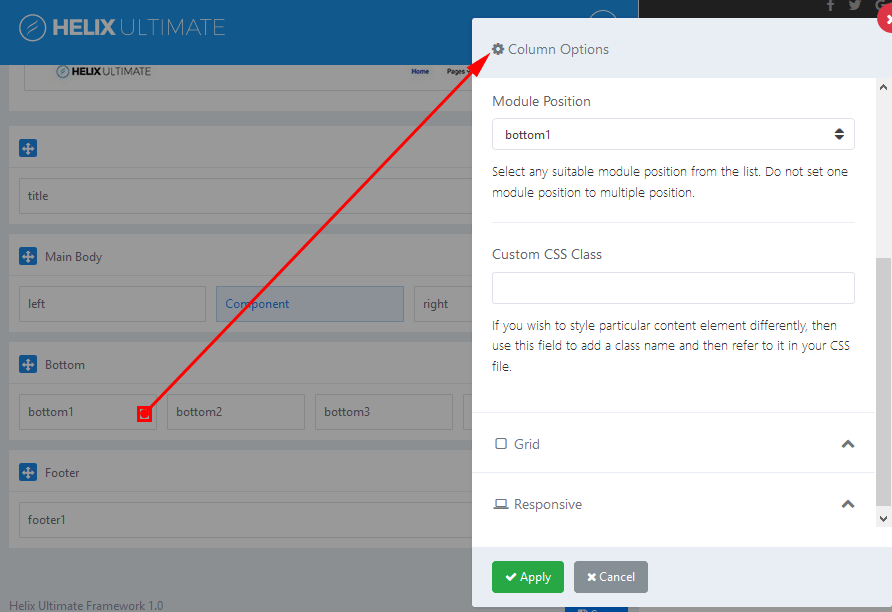 HELIX ULTIMATE
HELIX ULTIMATE
Home
Pages
title
Main Body
left
Component
right
Bottom
bottom1
bottom2
bottom3
Footer
footer1
Helix Ultimate Framework 1.0
Column Options
Module Position
bottom1
Select any suitable module position from the list. Do not set one
module position to multiple position.
Custom CSS Class
If you wish to style particular content element differently, then
use this field to add a class name and then refer to it in your CSS
file.
Grid
Responsive
Apply
Cancel